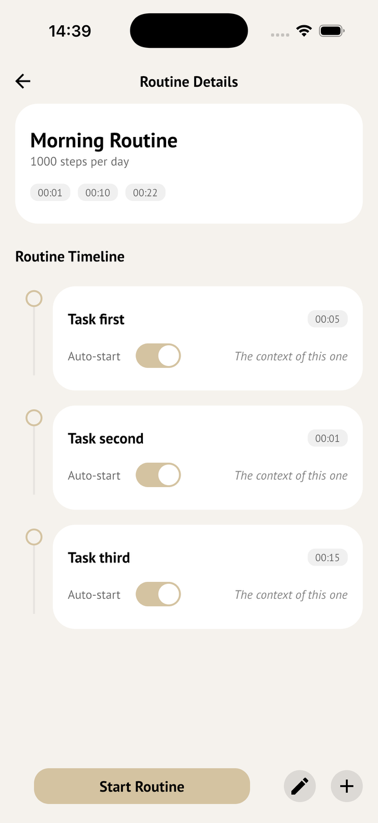 14:39
Routine Details
Morning Routine
1000 steps per day
00:01 00:10 00:22
Routine Timeline
Task first 00:05
Auto-start The context of this one
Task second 00:01
Auto-start The context of this one
Task third 00:15
Auto-start The context of this one
Start Routine